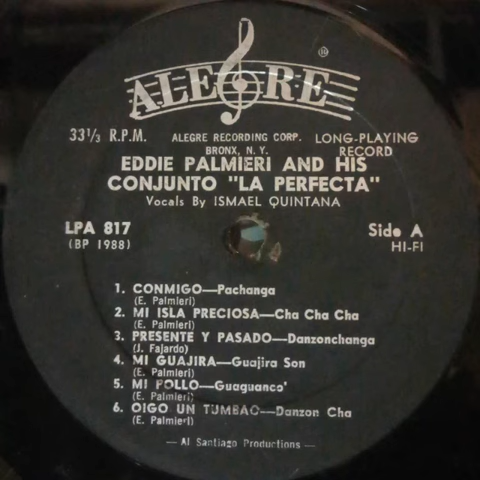 ALEGRE ®
33 1/3 R.P.M. ALEGRE RECORDING CORP. LONG-PLAYING
BRONX, N. Y. RECORD
EDDIE PALMIERI AND HIS
CONJUNTO "LA PERFECTA"
Vocals By ISMAEL QUINTANA
LPA 817 Side A
(BP 1988) HI-FI
1. CONMIGO—Pachanga
(E. Palmieri)
2. MI ISLA PRECIOSA—Cha Cha Cha
(E. Palmieri)
3. PRESENTE Y PASADO—Danzonchanga
(J. Fajardo)
4. MI GUAJIRA—Guajira Son
(E. Palmieri)
5. MI POLLO—Guaguanco'
(E. Palmieri)
6. OIGO UN TUMBAO—Danzon Cha
(E. Palmieri)
— Al Santiago Productions —